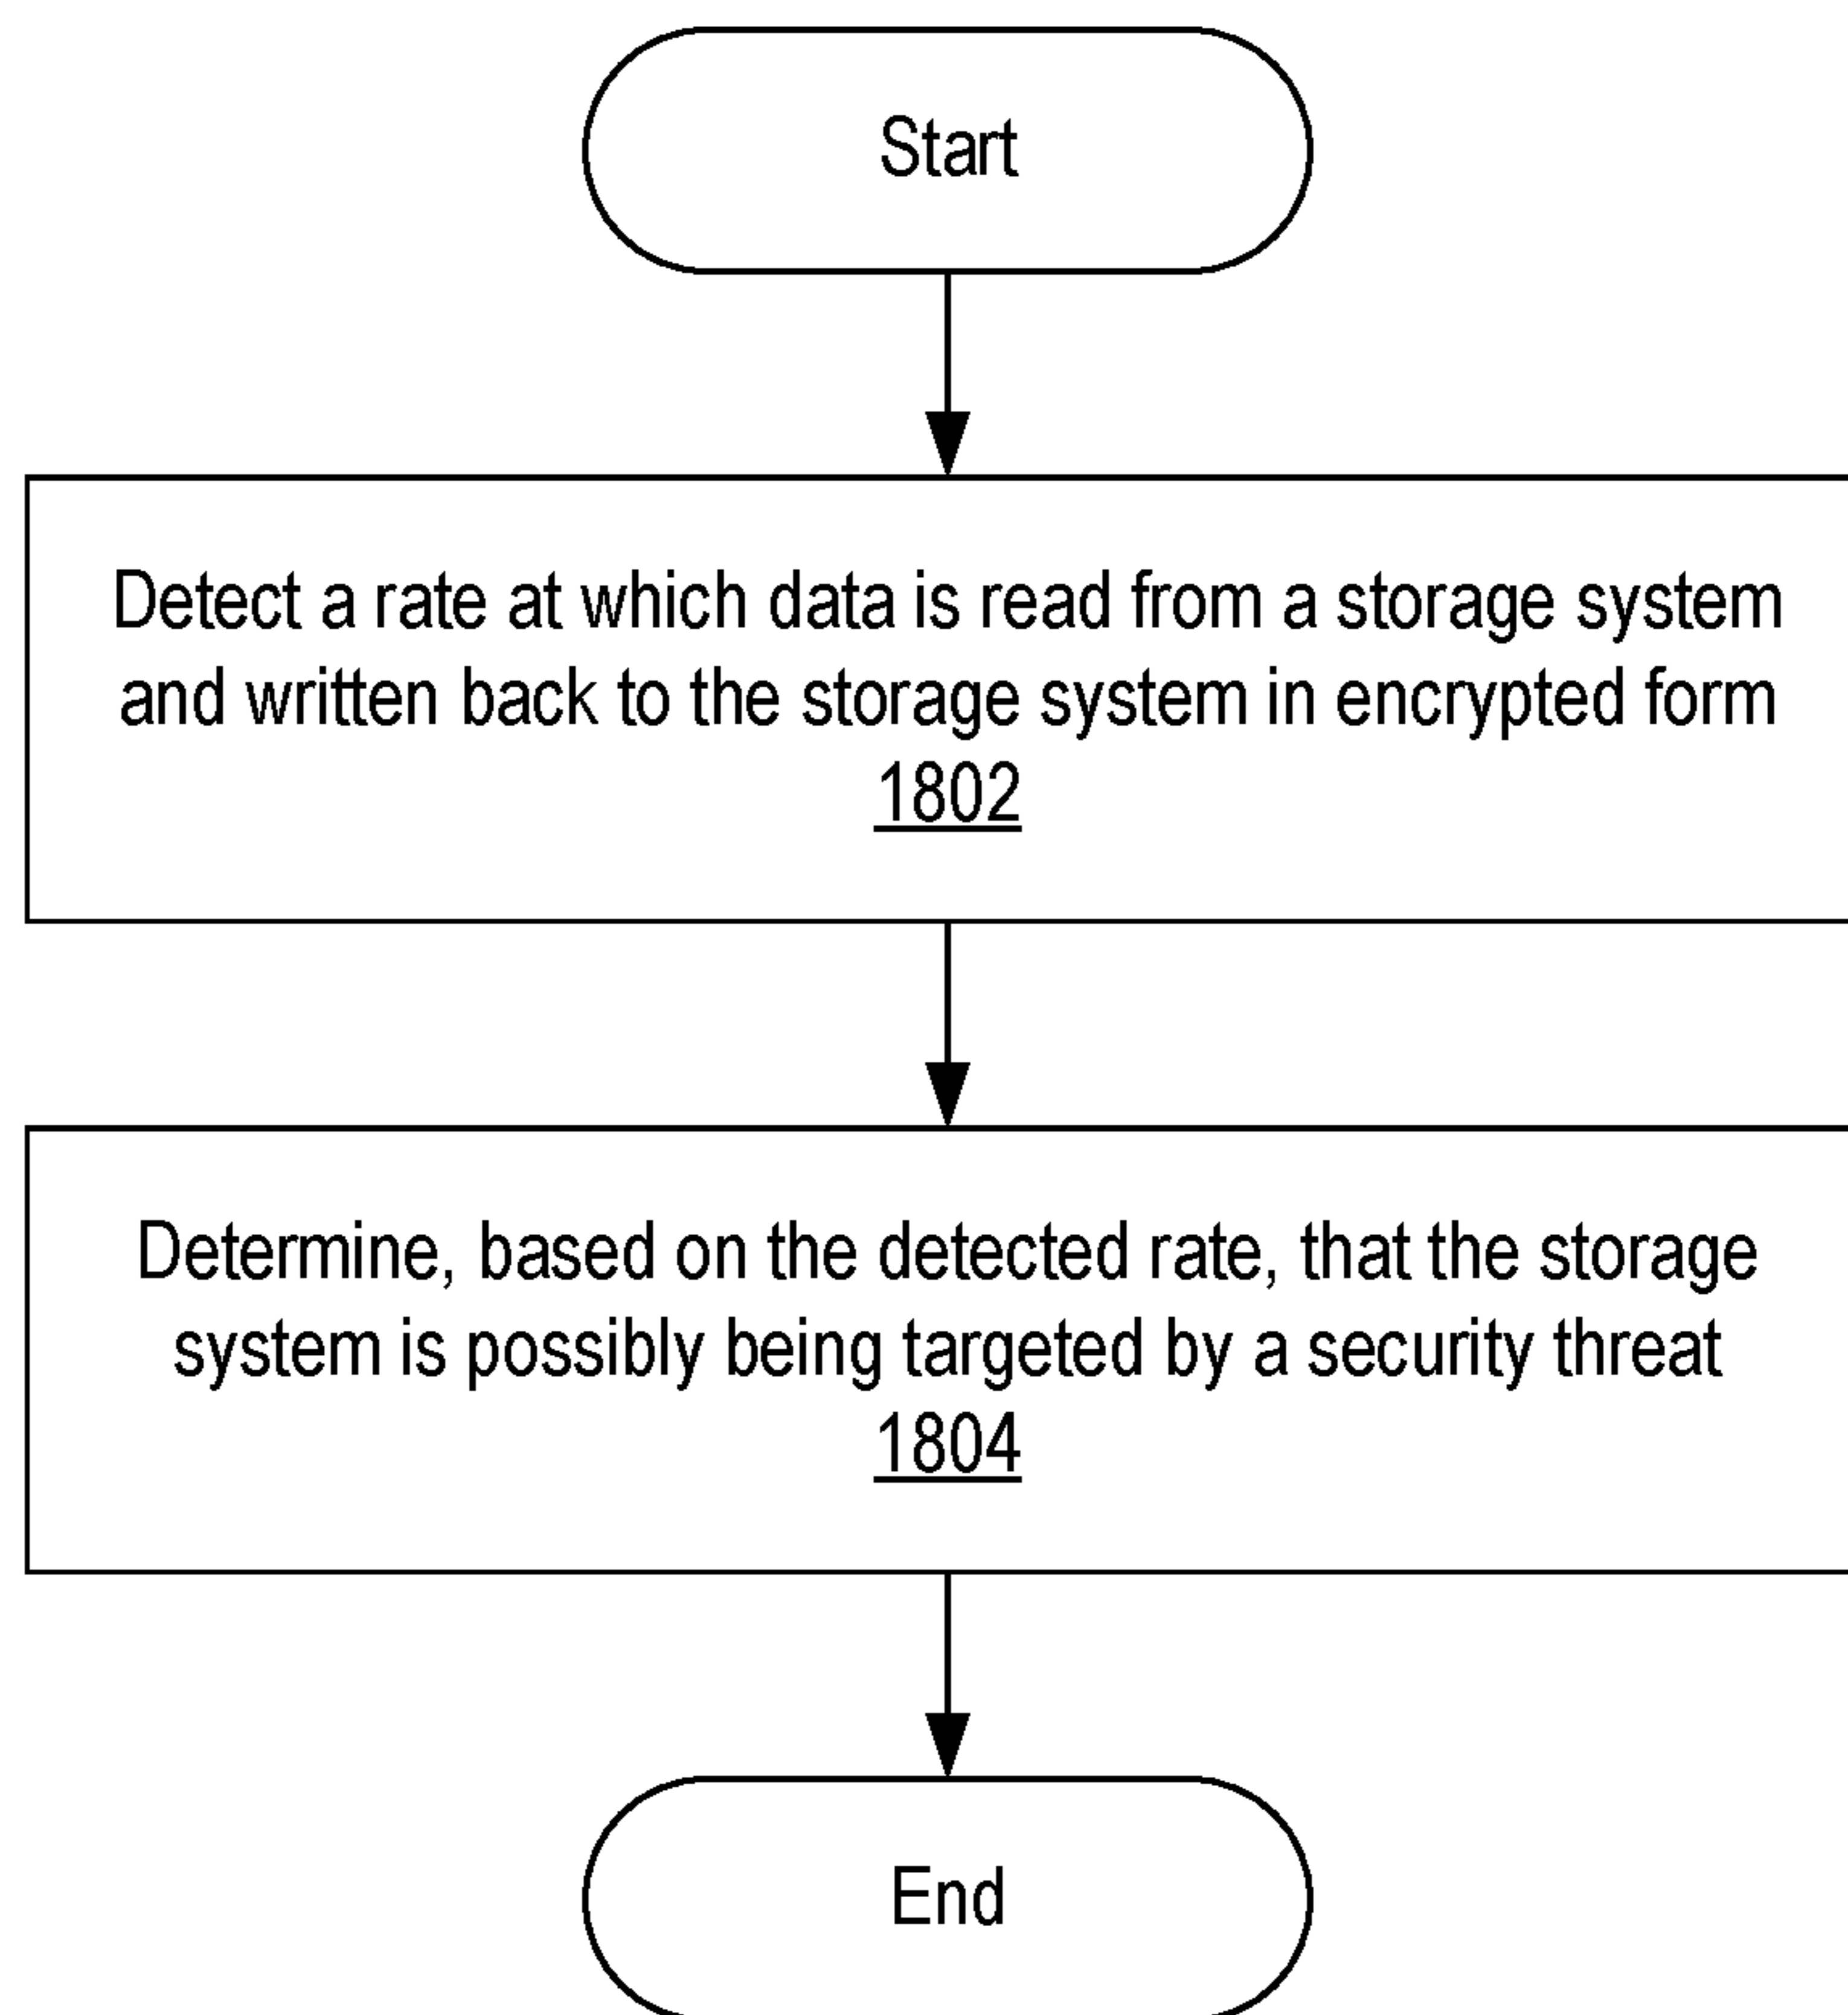 Start
Detect a rate at which data is read from a storage system
and written back to the storage system in encrypted form
1802
Determine, based on the detected rate, that the storage
system is possibly being targeted by a security threat
1804
End